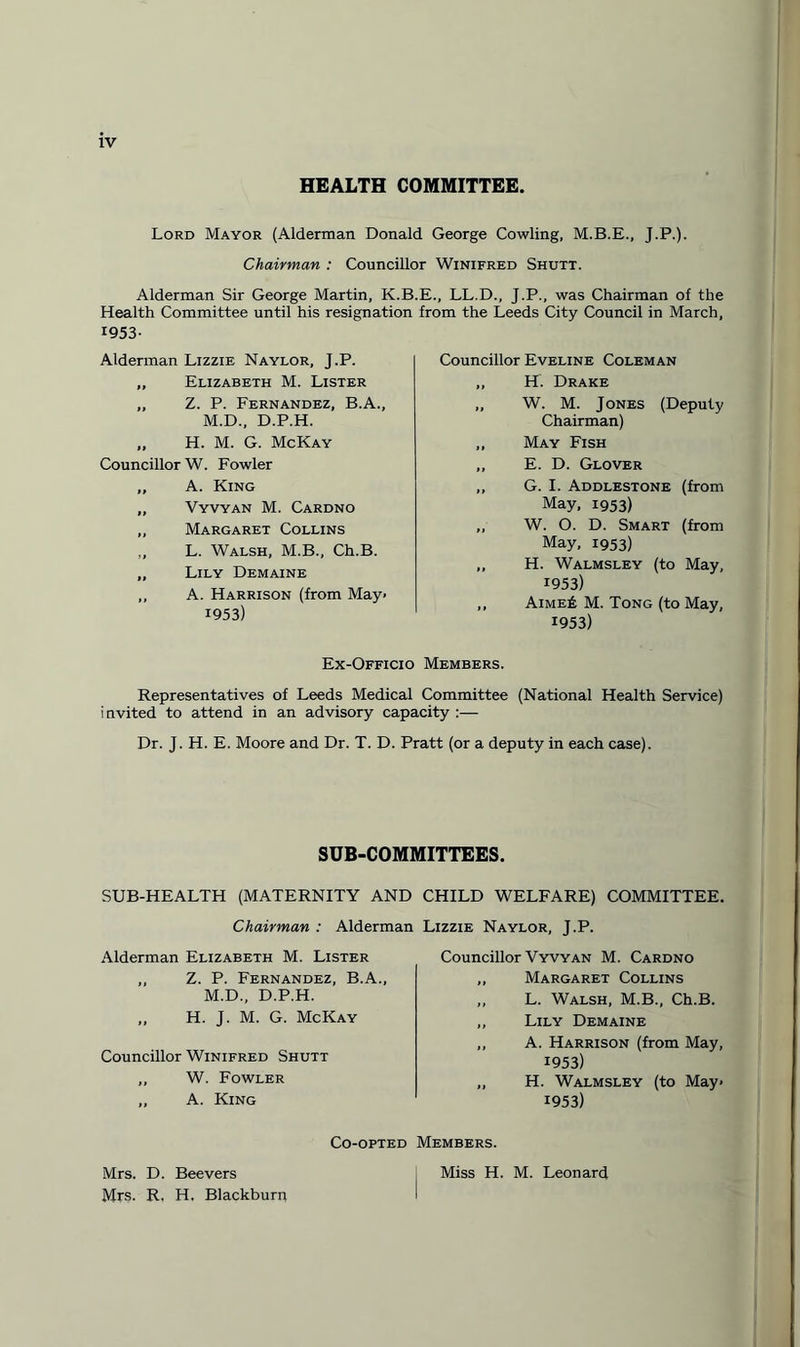 iv
HEALTH COMMITTEE.
LORD MAYOR (Alderman Donald George Cowling, M.B.E., J.P.).
Chairman : Councillor WINIFRED SHUTT.
Alderman Sir George Martin, K.B.E., LL.D., J.P., was Chairman of the
Health Committee until his resignation from the Leeds City Council in March,
1953.
Alderman LIZZIE NAYLOR, J.P.
„ ELIZABETH M. LISTER
„ Z. P. FERNANDEZ, B.A.,
M.D., D.P.H.
„ H. M. G. MCKAY
Councillor W. FOWLER
„ A. KING
„ VYVYAN M. CARDNO
„ MARGARET COLLINS
„ L. WALSH, M.B., Ch.B.
„ LILY DEMAINE
„ A. HARRISON (from May,
1953)
Councillor EVELINE COLEMAN
„ H. DRAKE
„ W. M. JONES (Deputy
Chairman)
„ MAY FISH
„ E. D. GLOVER
„ G. I. ADDLESTONE (from
May, 1953)
„ W. O. D. SMART (from
May, 1953)
„ H. WALMSLEY (to May,
1953)
„ AIMEÉ M. TONG (to May,
1953)
EX-OFFICIO MEMBERS.
Representatives of Leeds Medical Committee (National Health Service)
invited to attend in an advisory capacity :—
Dr. J. H. E. Moore and Dr. T. D. Pratt (or a deputy in each case).
SUB-COMMITTEES.
SUB-HEALTH (MATERNITY AND CHILD WELFARE) COMMITTEE.
Chairman : Alderman LIZZIE NAYLOR, J.P.
Alderman ELIZABETH M. LISTER
„ Z. P. FERNANDEZ, B.A.,
M.D., D.P.H.
„ H. J. M. G. MCKAY
Councillor WINIFRED SHUTT
„ W. FOWLER
„ A. KING
Councillor VYVYAN M. CARDNO
„ MARGARET COLLINS
„ L. WALSH, M.B., Ch.B.
„ LILY DEMAINE
„ A. HARRISON (from May,
1953)
„ H. WALMSLEY (to May,
1953)
CO-OPTED MEMBERS.
Mrs. D. Beevers
Mrs. R. H. Blackburn
Miss H. M. Leonard